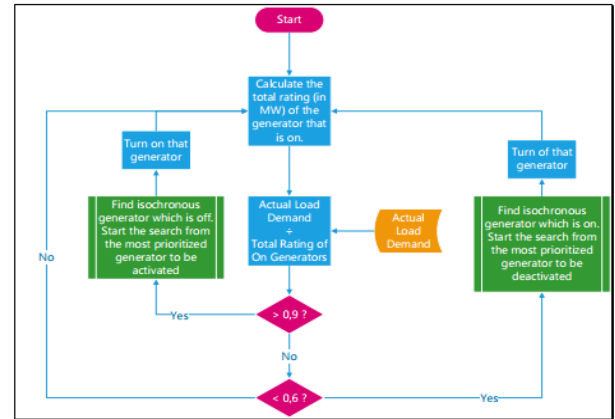 Start
Calculate the
total rating (in
MW) of the
generator that
is on.
Turn on that
generator
Turn of that
generator
Find isochronous
generator which is off.
Start the search from
the most prioritized
generator to be
activated
Actual Load
Demand
÷
Total Rating of
On Generators
Actual
Load
Demand
Find isochronous
generator which is on.
Start the search from
the most prioritized
generator to be
deactivated
No
Yes
> 0,9 ?
No
< 0,6 ?
Yes